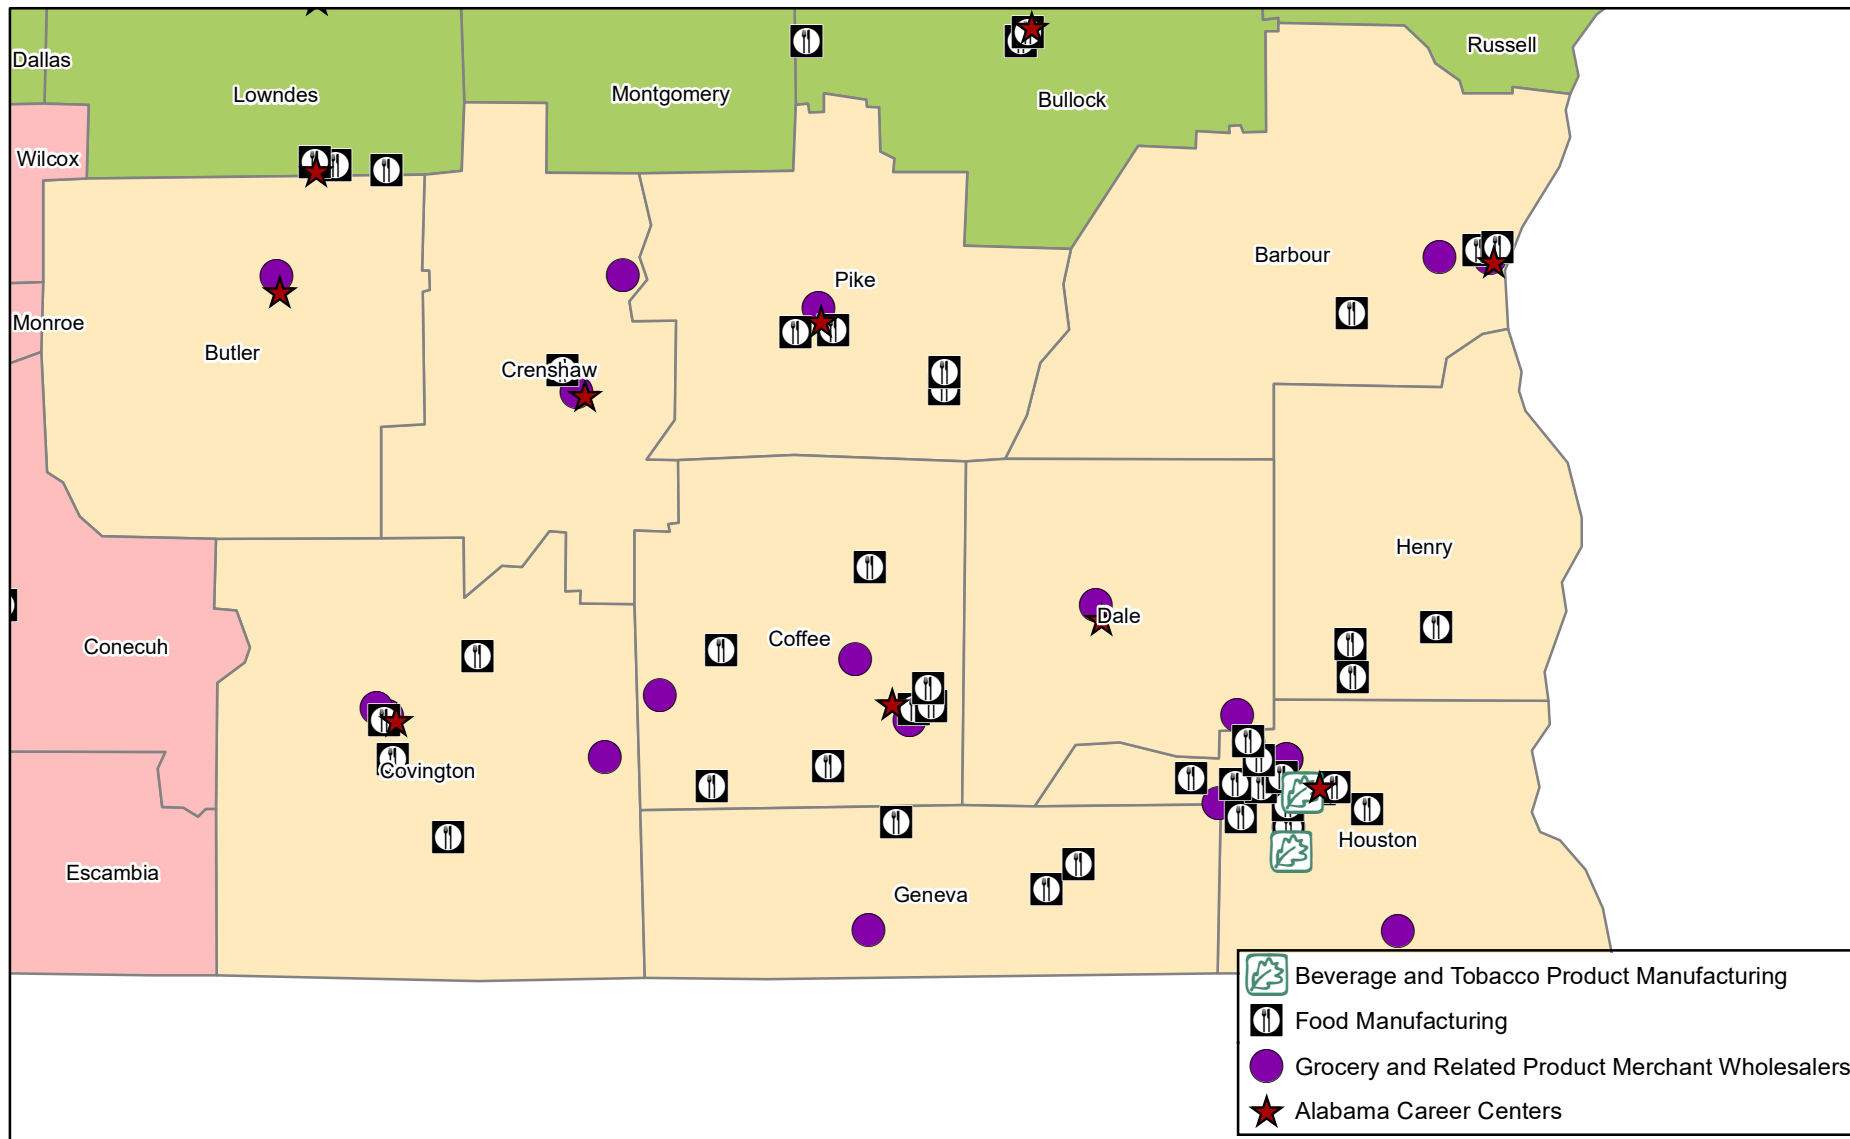 Russell
Dallas
Lowndes
Montgomery
Bullock
Wilcox
Barbour
Pike
Monroe
Butler
Crenshaw
Henry
Dale
Coffee
Conecuh
Covington
Houston
Escambia
Geneva
Beverage and Tobacco Product Manufacturing
Food Manufacturing
Grocery and Related Product Merchant Wholesalers
Alabama Career Centers